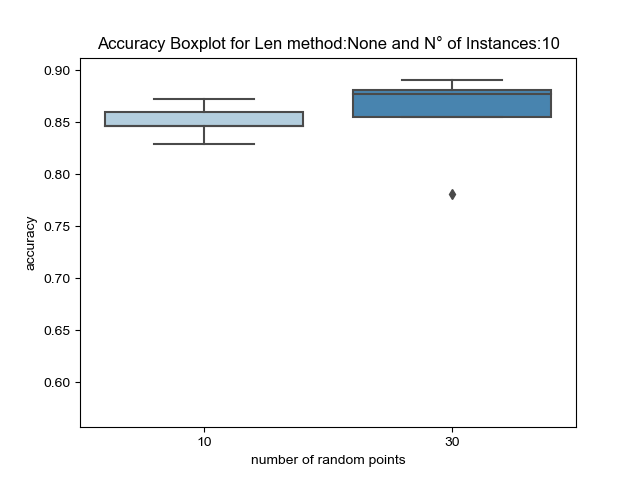 Accuracy Boxplot for Len method:None and N° of Instances:10
0.90
0.85
0.80
0.75
0.70
0.65
0.60
accuracy
10 30
number of random points